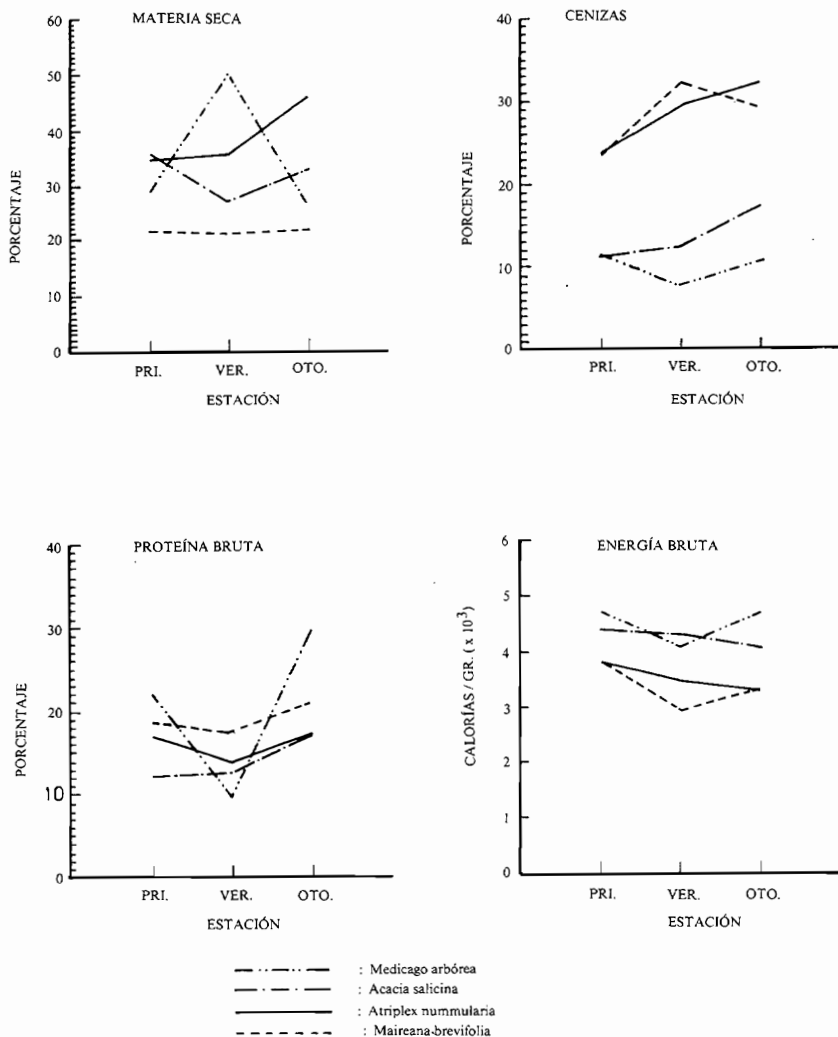 MATERIA SECA
60
50
40
30
20
10
0
PORCENTAJE
PRI. VER. OTO.
ESTACIÓN
CENIZAS
40
30
20
10
0
PORCENTAJE
PRI. VER. OTO.
ESTACIÓN
PROTEÍNA BRUTA
40
30
20
10
0
PORCENTAJE
PRI. VER. OTO.
ESTACIÓN
ENERGÍA BRUTA
6
5
4
3
2
1
0
CALORÍAS / GR. ( x 10³)
PRI. VER. OTO.
ESTACIÓN
: Medicago arbórea
: Acacia salicina
: Atriplex nummularia
: Maireana-brevifolia